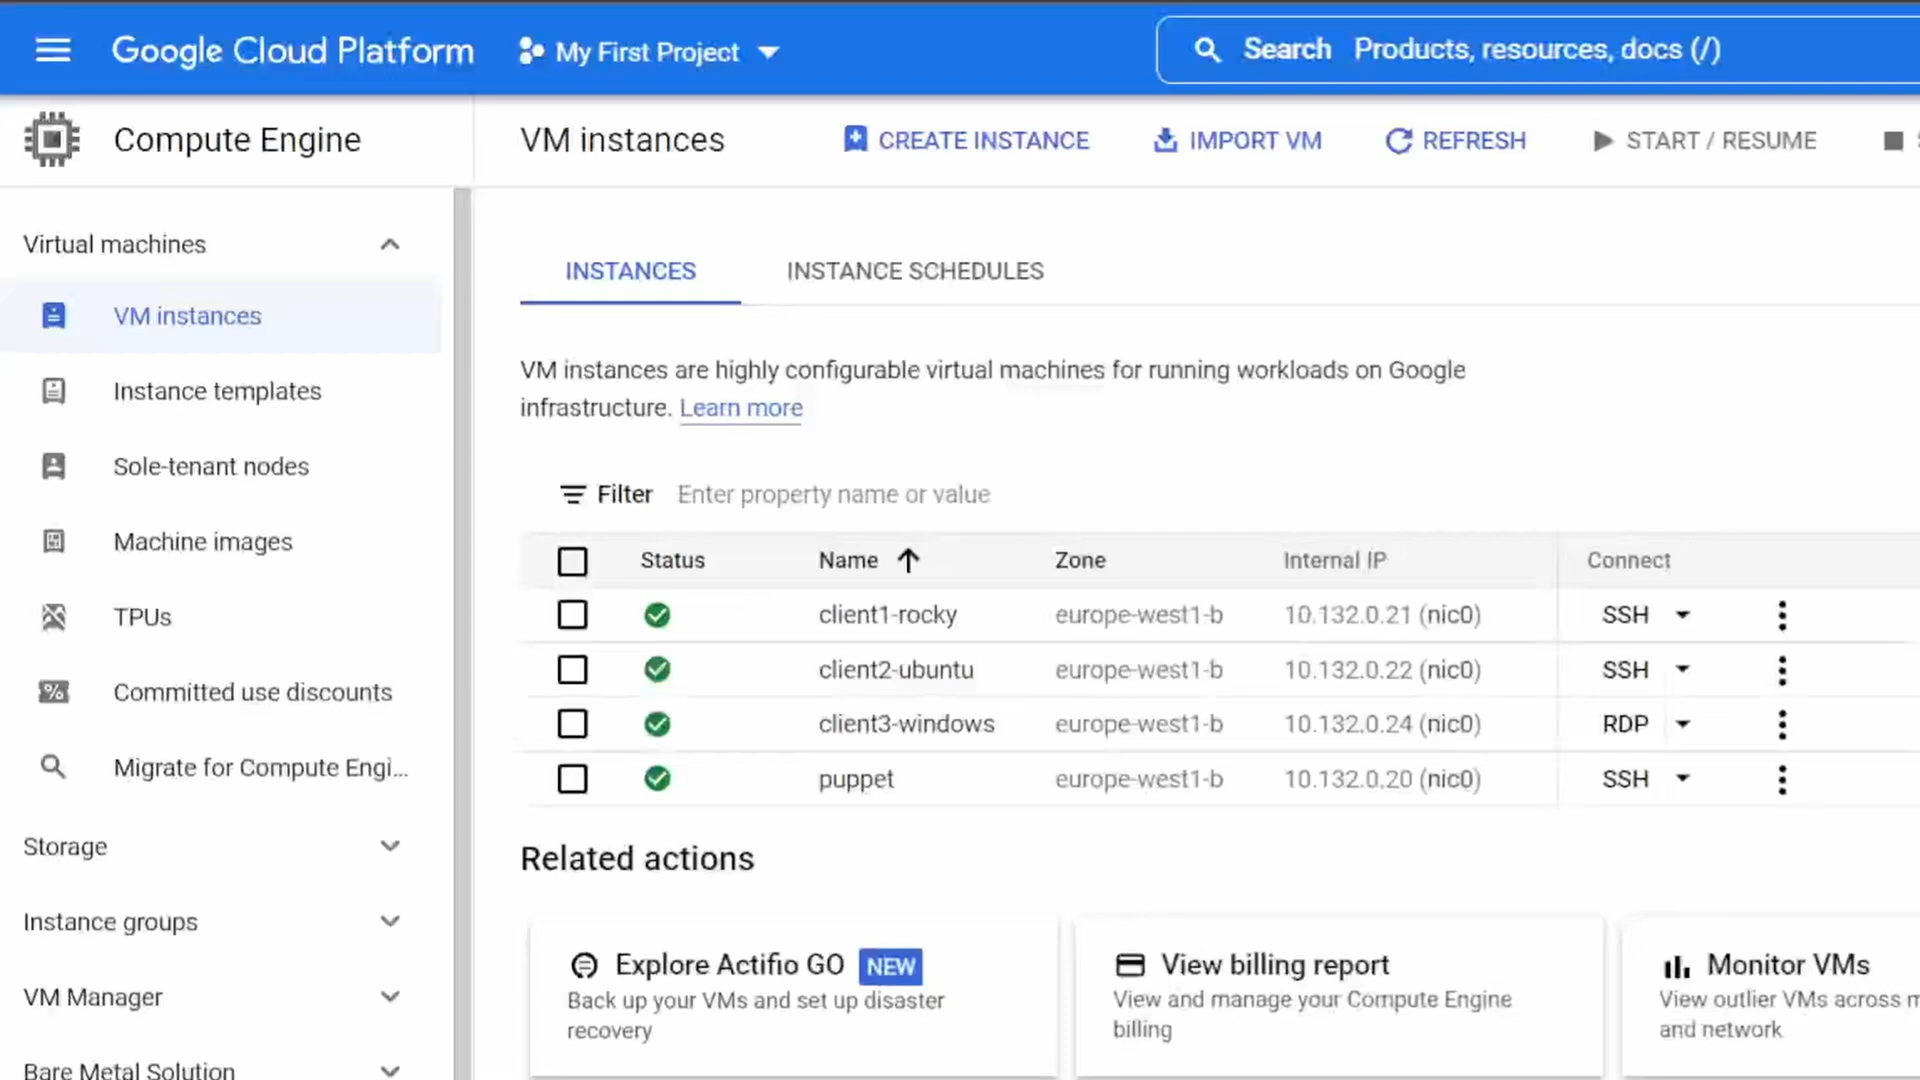 Google Cloud Platform
My First Project
Search Products, resources, docs (/)
Compute Engine
VM instances
CREATE INSTANCE
IMPORT VM
REFRESH
START / RESUME
Virtual machines
VM instances
Instance templates
Sole-tenant nodes
Machine images
TPUs
Committed use discounts
Migrate for Compute Engi...
Storage
Instance groups
VM Manager
Bare Metal Solution
INSTANCES
INSTANCE SCHEDULES
VM instances are highly configurable virtual machines for running workloads on Google
infrastructure. Learn more
Filter Enter property name or value
Status Name Zone Internal IP Connect
client1-rocky europe-west1-b 10.132.0.21 (nic0) SSH
client2-ubuntu europe-west1-b 10.132.0.22 (nic0) SSH
client3-windows europe-west1-b 10.132.0.24 (nic0) RDP
puppet europe-west1-b 10.132.0.20 (nic0) SSH
Related actions
Explore Actifio GO NEW
Back up your VMs and set up disaster
recovery
View billing report
View and manage your Compute Engine
billing
Monitor VMs
View outlier VMs across
and network